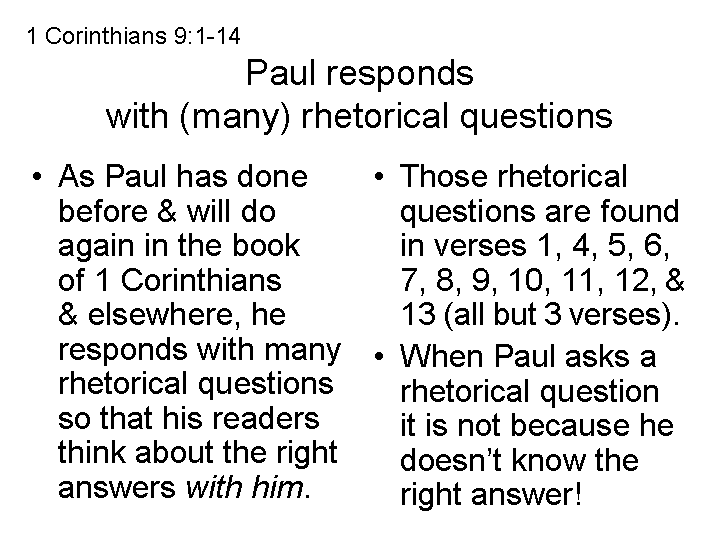 1 Corinthians 9:1-14
Paul responds
with (many) rhetorical questions
• As Paul has done
before & will do
again in the book
of 1 Corinthians
& elsewhere, he
responds with many
rhetorical questions
so that his readers
think about the right
answers with him.
• Those rhetorical
questions are found
in verses 1, 4, 5, 6,
7, 8, 9, 10, 11, 12, &
13 (all but 3 verses).
• When Paul asks a
rhetorical question
it is not because he
doesn’t know the
right answer!